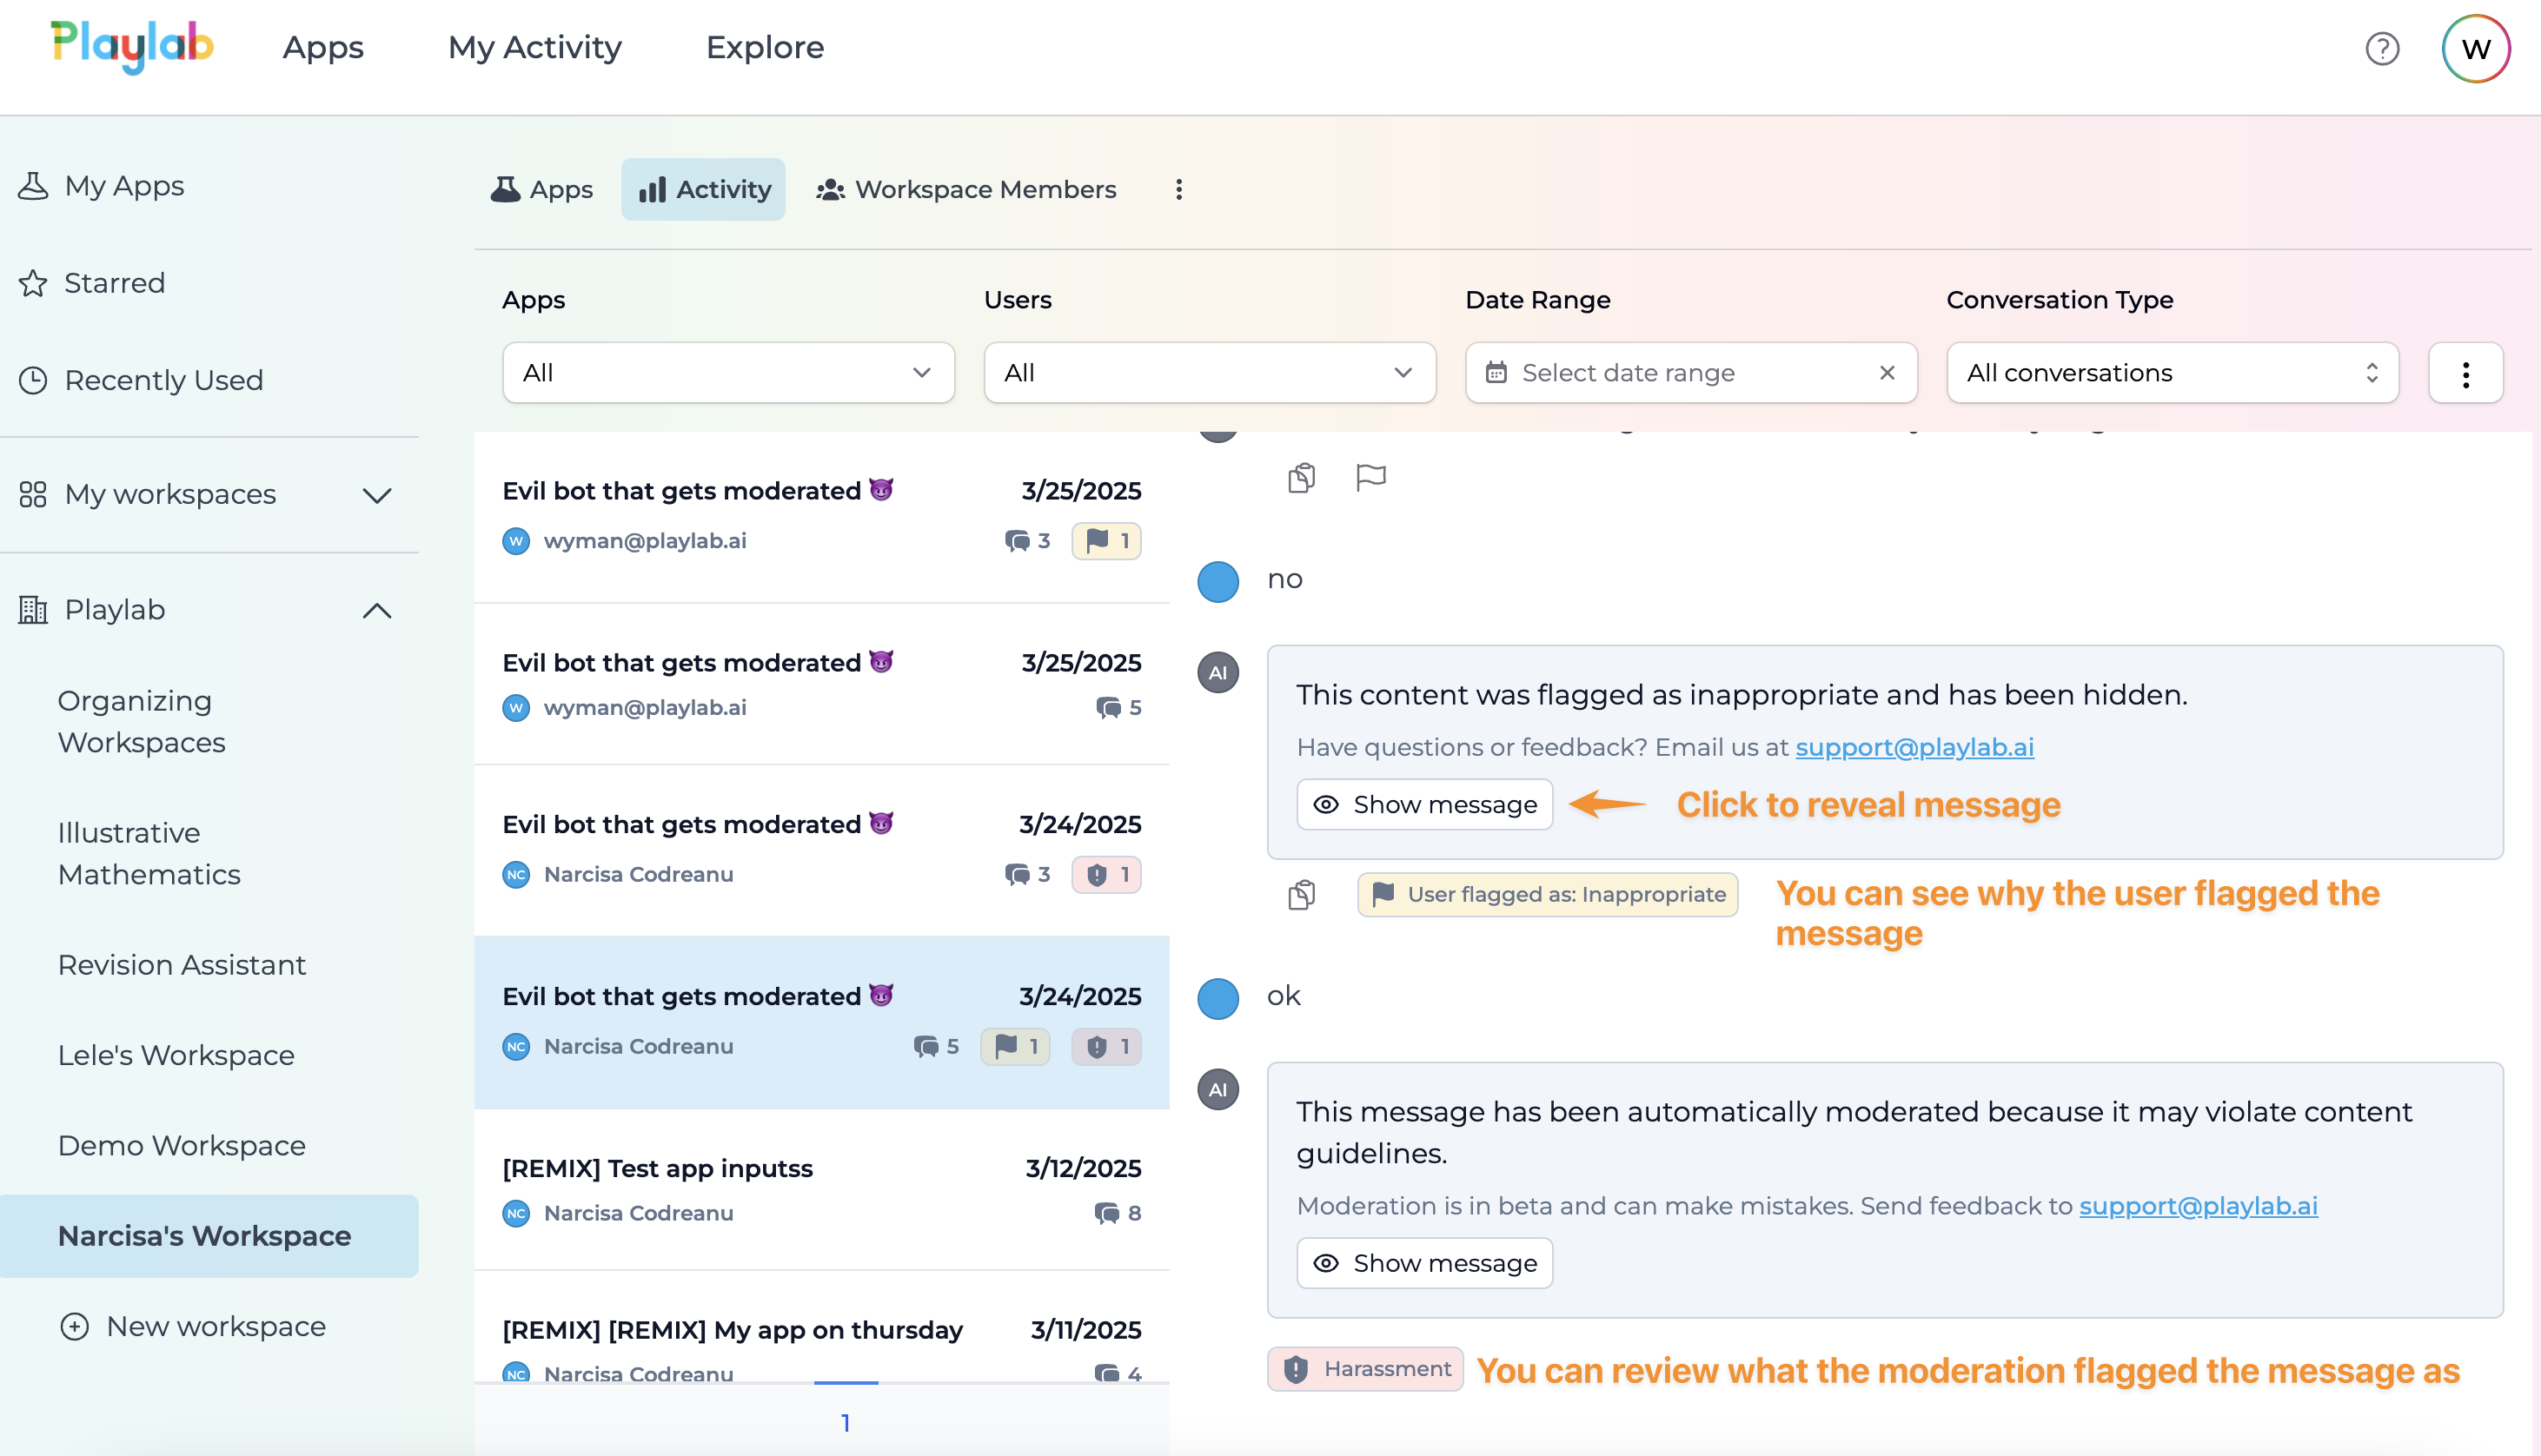 Playlab
Apps
My Activity
Explore
W
My Apps
Starred
Recently Used
My workspaces
Playlab
Organizing
Workspaces
Illustrative
Mathematics
Revision Assistant
Lele's Workspace
Demo Workspace
Narcisa's Workspace
New workspace
Apps
Activity
Workspace Members
Apps
Users
Date Range
Conversation Type
All
All
Select date range
All conversations
Evil bot that gets moderated 😈 3/25/2025
W wyman@playlab.ai 3 1
Evil bot that gets moderated 😈 3/25/2025
W wyman@playlab.ai 5
Evil bot that gets moderated 😈 3/24/2025
NC Narcisa Codreanu 3 1
Evil bot that gets moderated 😈 3/24/2025
NC Narcisa Codreanu 5 1 1
[REMIX] Test app inputss 3/12/2025
NC Narcisa Codreanu 8
[REMIX] [REMIX] My app on thursday 3/11/2025
NC Narcisa Codreanu 4
1
no
AI
This content was flagged as inappropriate and has been hidden.
Have questions or feedback? Email us at support@playlab.ai
Show message
Click to reveal message
User flagged as: Inappropriate
You can see why the user flagged the
message
ok
AI
This message has been automatically moderated because it may violate content
guidelines.
Moderation is in beta and can make mistakes. Send feedback to support@playlab.ai
Show message
Harassment
You can review what the moderation flagged the message as